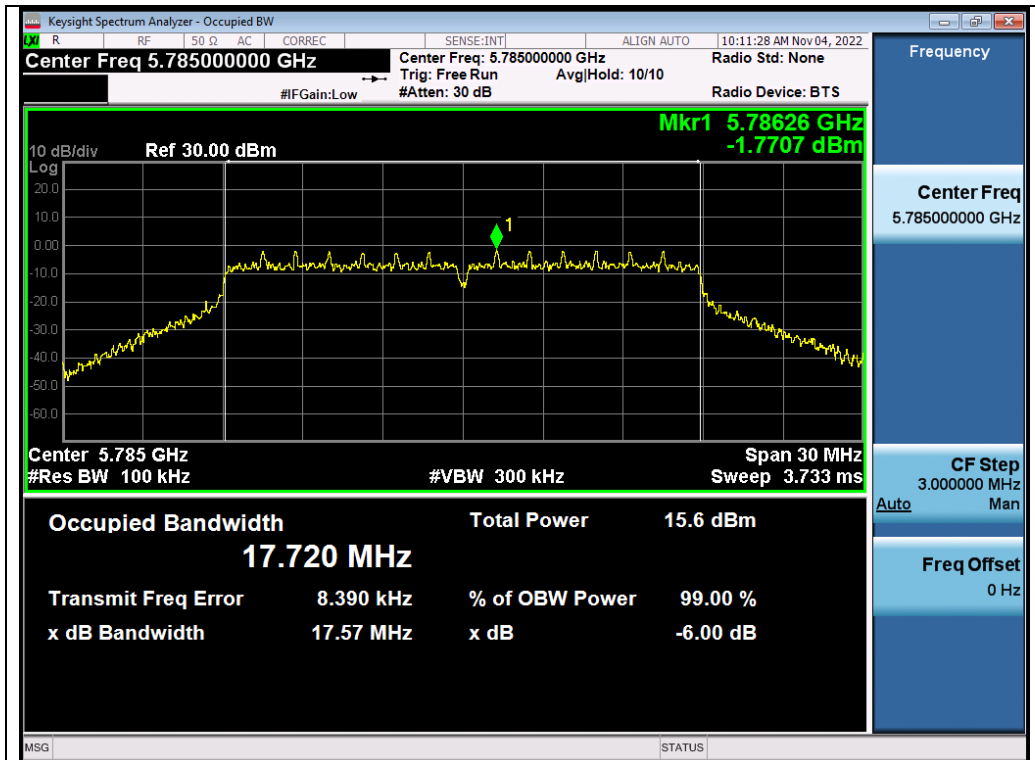 Keysight Spectrum Analyzer - Occupied BW
LXI R RF 50 Ω AC CORREC SENSE:INT ALIGN AUTO 10:11:28 AM Nov 04, 2022
Center Freq 5.785000000 GHz
Center Freq: 5.785000000 GHz Radio Std: None
Trig: Free Run Avg|Hold: 10/10
#IFGain:Low #Atten: 30 dB Radio Device: BTS
Mkr1 5.78626 GHz
-1.7707 dBm
10 dB/div Ref 30.00 dBm
Log
20.0
10.0
0.00
-10.0
-20.0
-30.0
-40.0
-50.0
-60.0
1
Center 5.785 GHz Span 30 MHz
#Res BW 100 kHz #VBW 300 kHz Sweep 3.733 ms
Occupied Bandwidth Total Power 15.6 dBm
17.720 MHz
Transmit Freq Error 8.390 kHz % of OBW Power 99.00 %
x dB Bandwidth 17.57 MHz x dB -6.00 dB
MSG STATUS
Frequency
Center Freq
5.785000000 GHz
CF Step
3.000000 MHz
Auto Man
Freq Offset
0 Hz